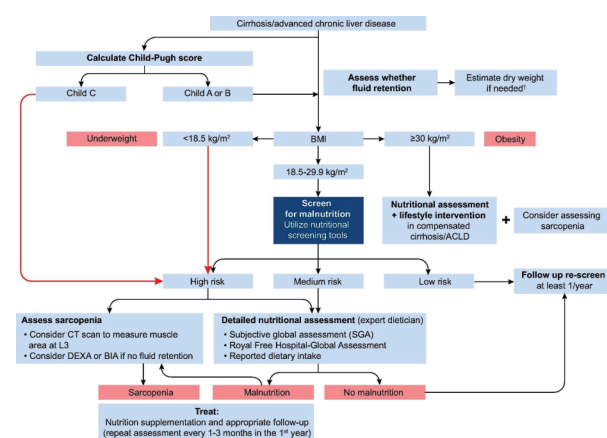 Cirrhosis/advanced chronic liver disease
Calculate Child-Pugh score
Child C
Child A or B
Assess whether
fluid retention
Estimate dry weight
if needed†
Underweight
<18.5 kg/m²
BMI
≥30 kg/m²
Obesity
18.5-29.9 kg/m²
Screen
for malnutrition
Utilize nutritional
screening tools
Nutritional assessment
+ lifestyle intervention
in compensated
cirrhosis/ACLD
+
Consider assessing
sarcopenia
High risk
Medium risk
Low risk
Follow up re-screen
at least 1/year
Assess sarcopenia
• Consider CT scan to measure muscle
area at L3
• Consider DEXA or BIA if no fluid retention
Detailed nutritional assessment (expert dietician)
• Subjective global assessment (SGA)
• Royal Free Hospital-Global Assessment
• Reported dietary intake
Sarcopenia
Malnutrition
No malnutrition
Treat:
Nutrition supplementation and appropriate follow-up
(repeat assessment every 1-3 months in the 1st year)